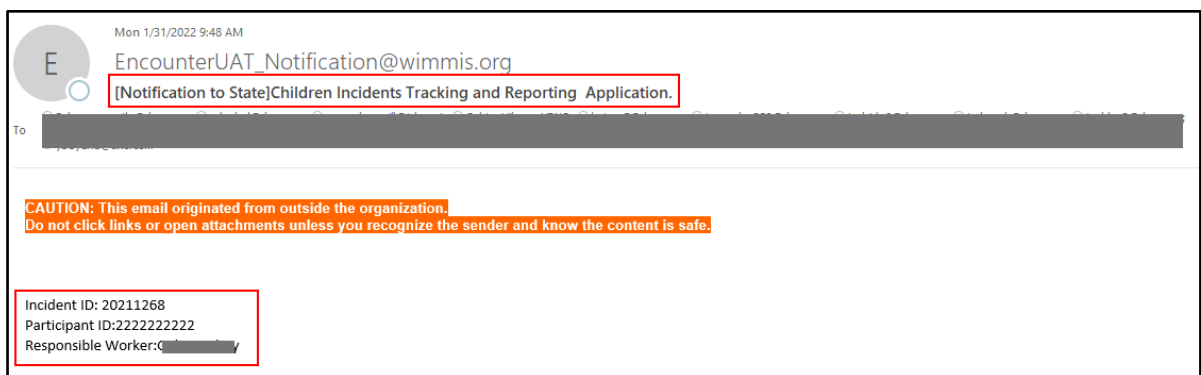 Mon 1/31/2022 9:48 AM
E
EncounterUAT_Notification@wimmis.org
[Notification to State]Children Incidents Tracking and Reporting  Application.
To
CAUTION: This email originated from outside the organization.
Do not click links or open attachments unless you recognize the sender and know the content is safe.
Incident ID: 20211268
Participant ID:2222222222
Responsible Worker: